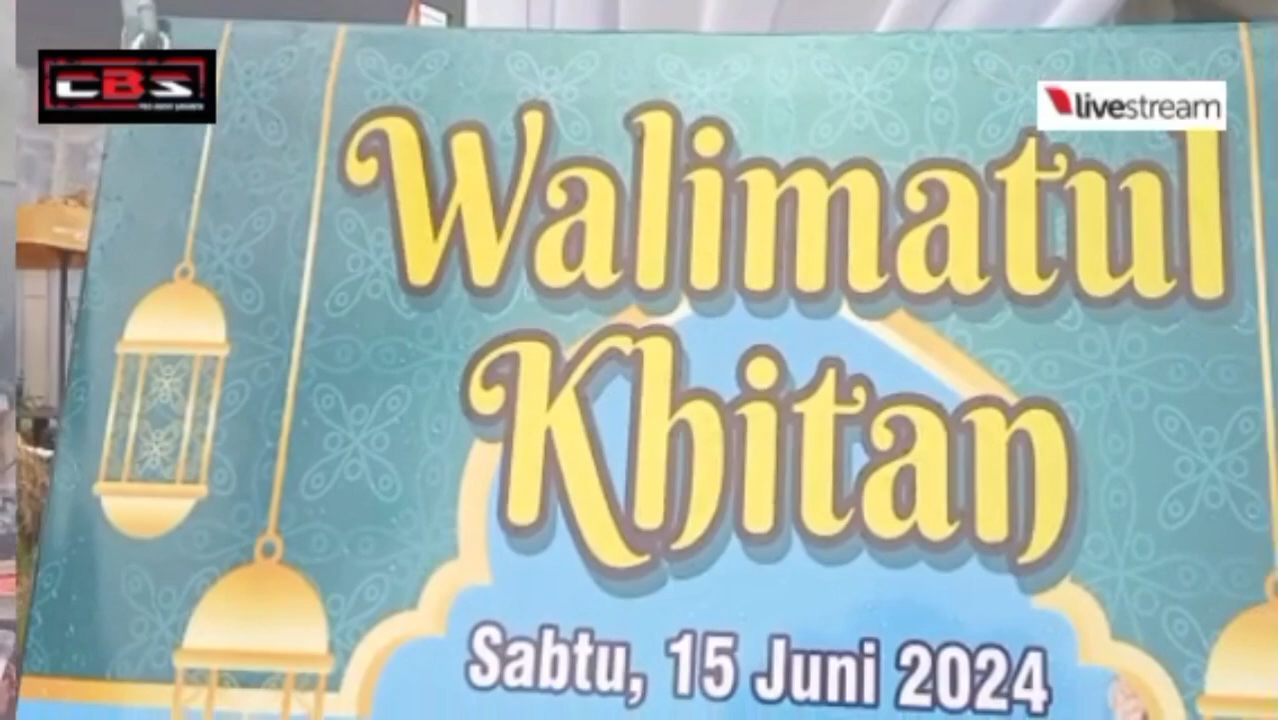 CBS
livestream
Walimatul
Khitan
Sabtu, 15 Juni 2024